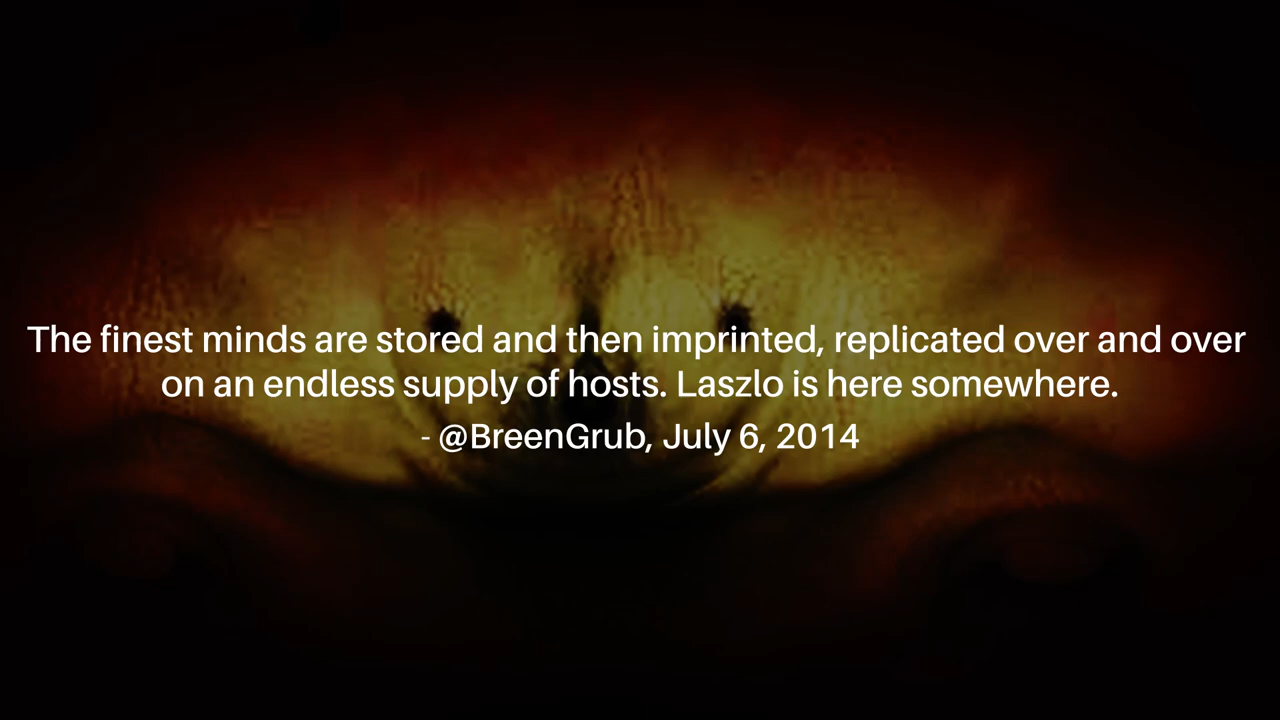 The finest minds are stored and then imprinted, replicated over and over
on an endless supply of hosts. Laszlo is here somewhere.
- @BreenGrub, July 6, 2014